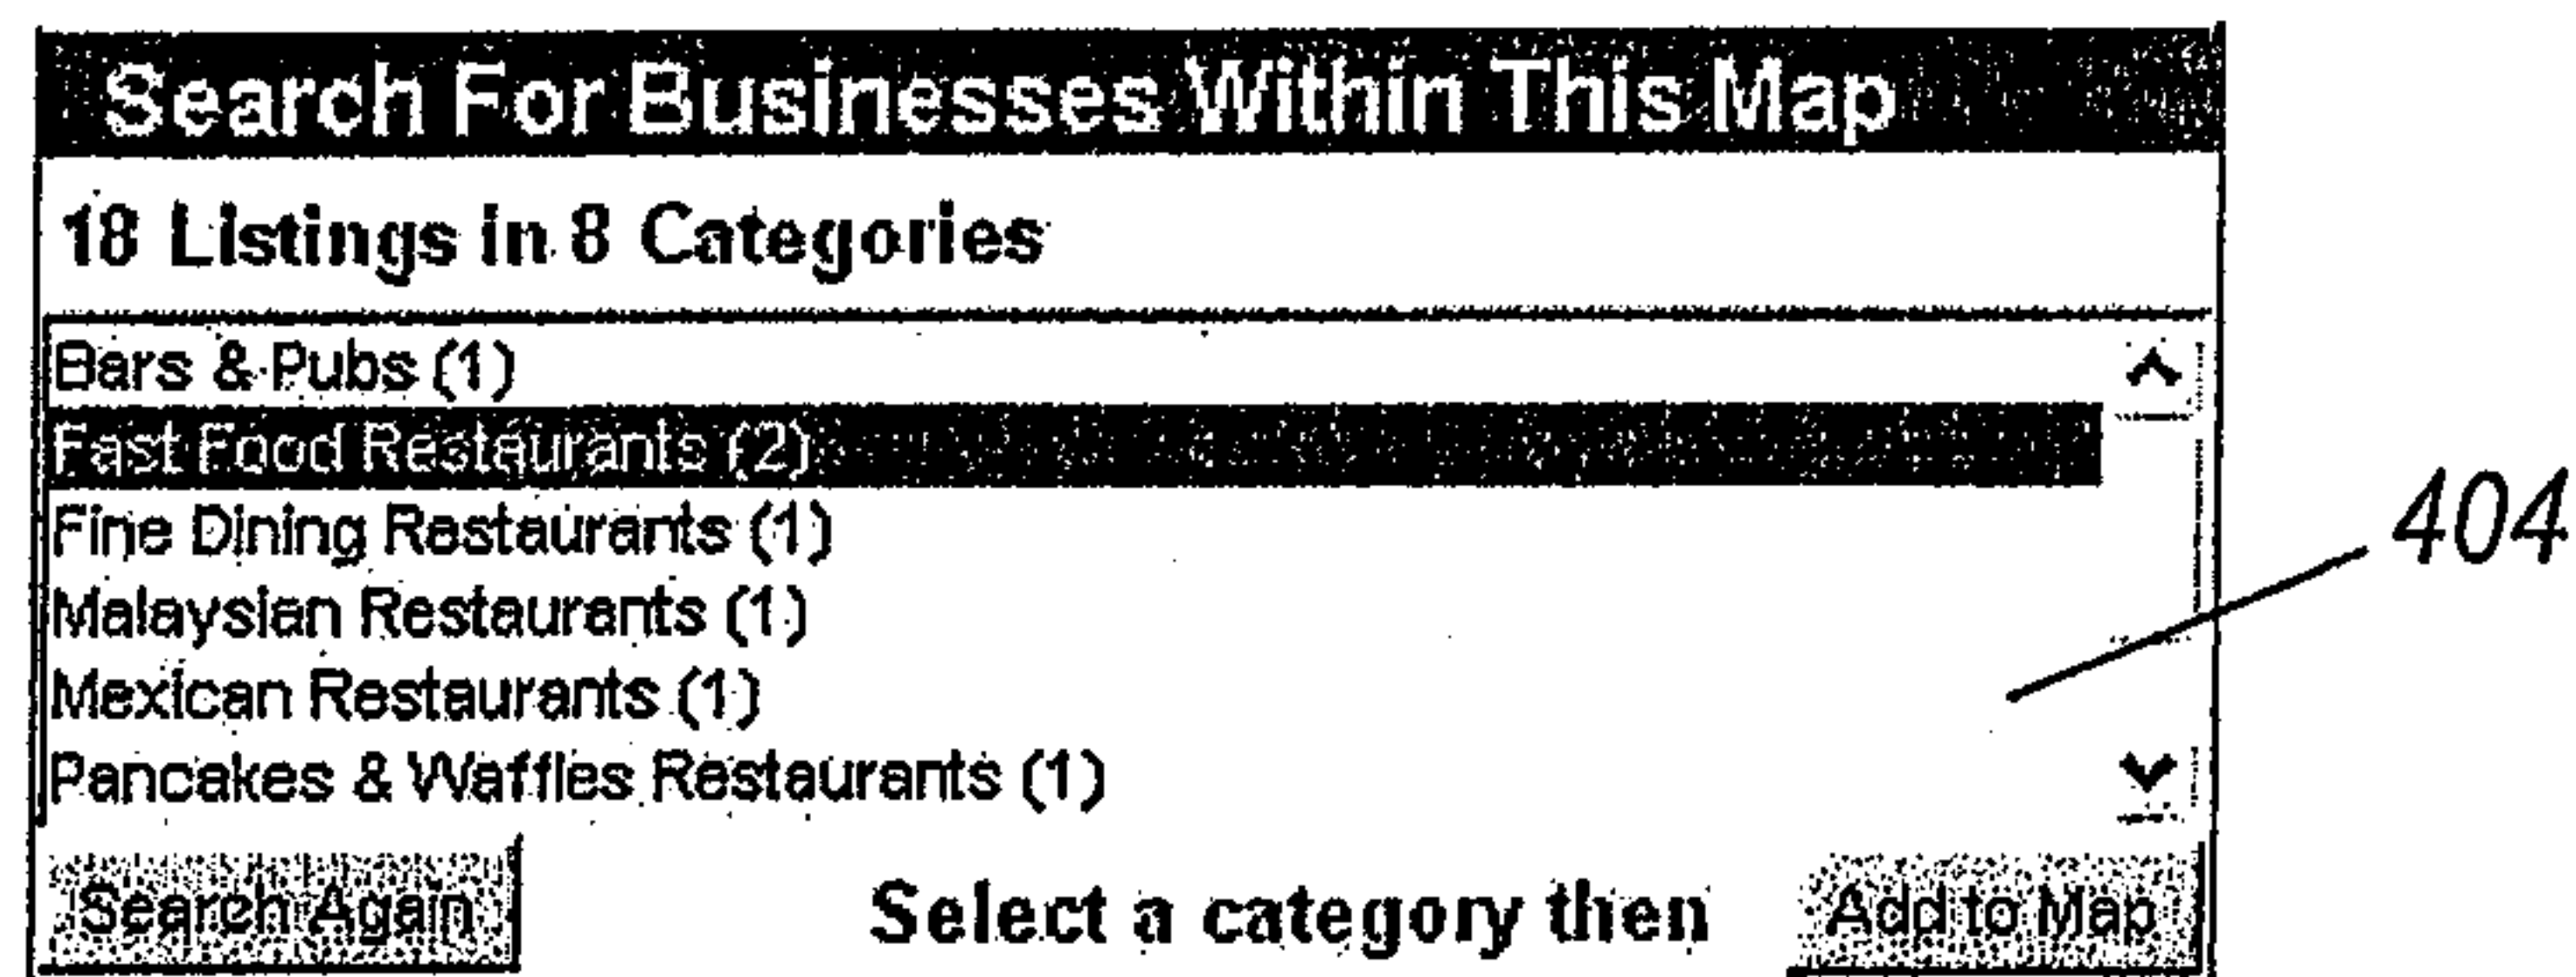 Search For Businesses Within This Map
18 Listings in 8 Categories
Bars & Pubs (1)
Fast Food Restaurants (2)
Fine Dining Restaurants (1)
404
Malaysian Restaurants (1)
Mexican Restaurants (1)
Pancakes & Waffles Restaurants (1)
Search Again Select a category then Add to Map